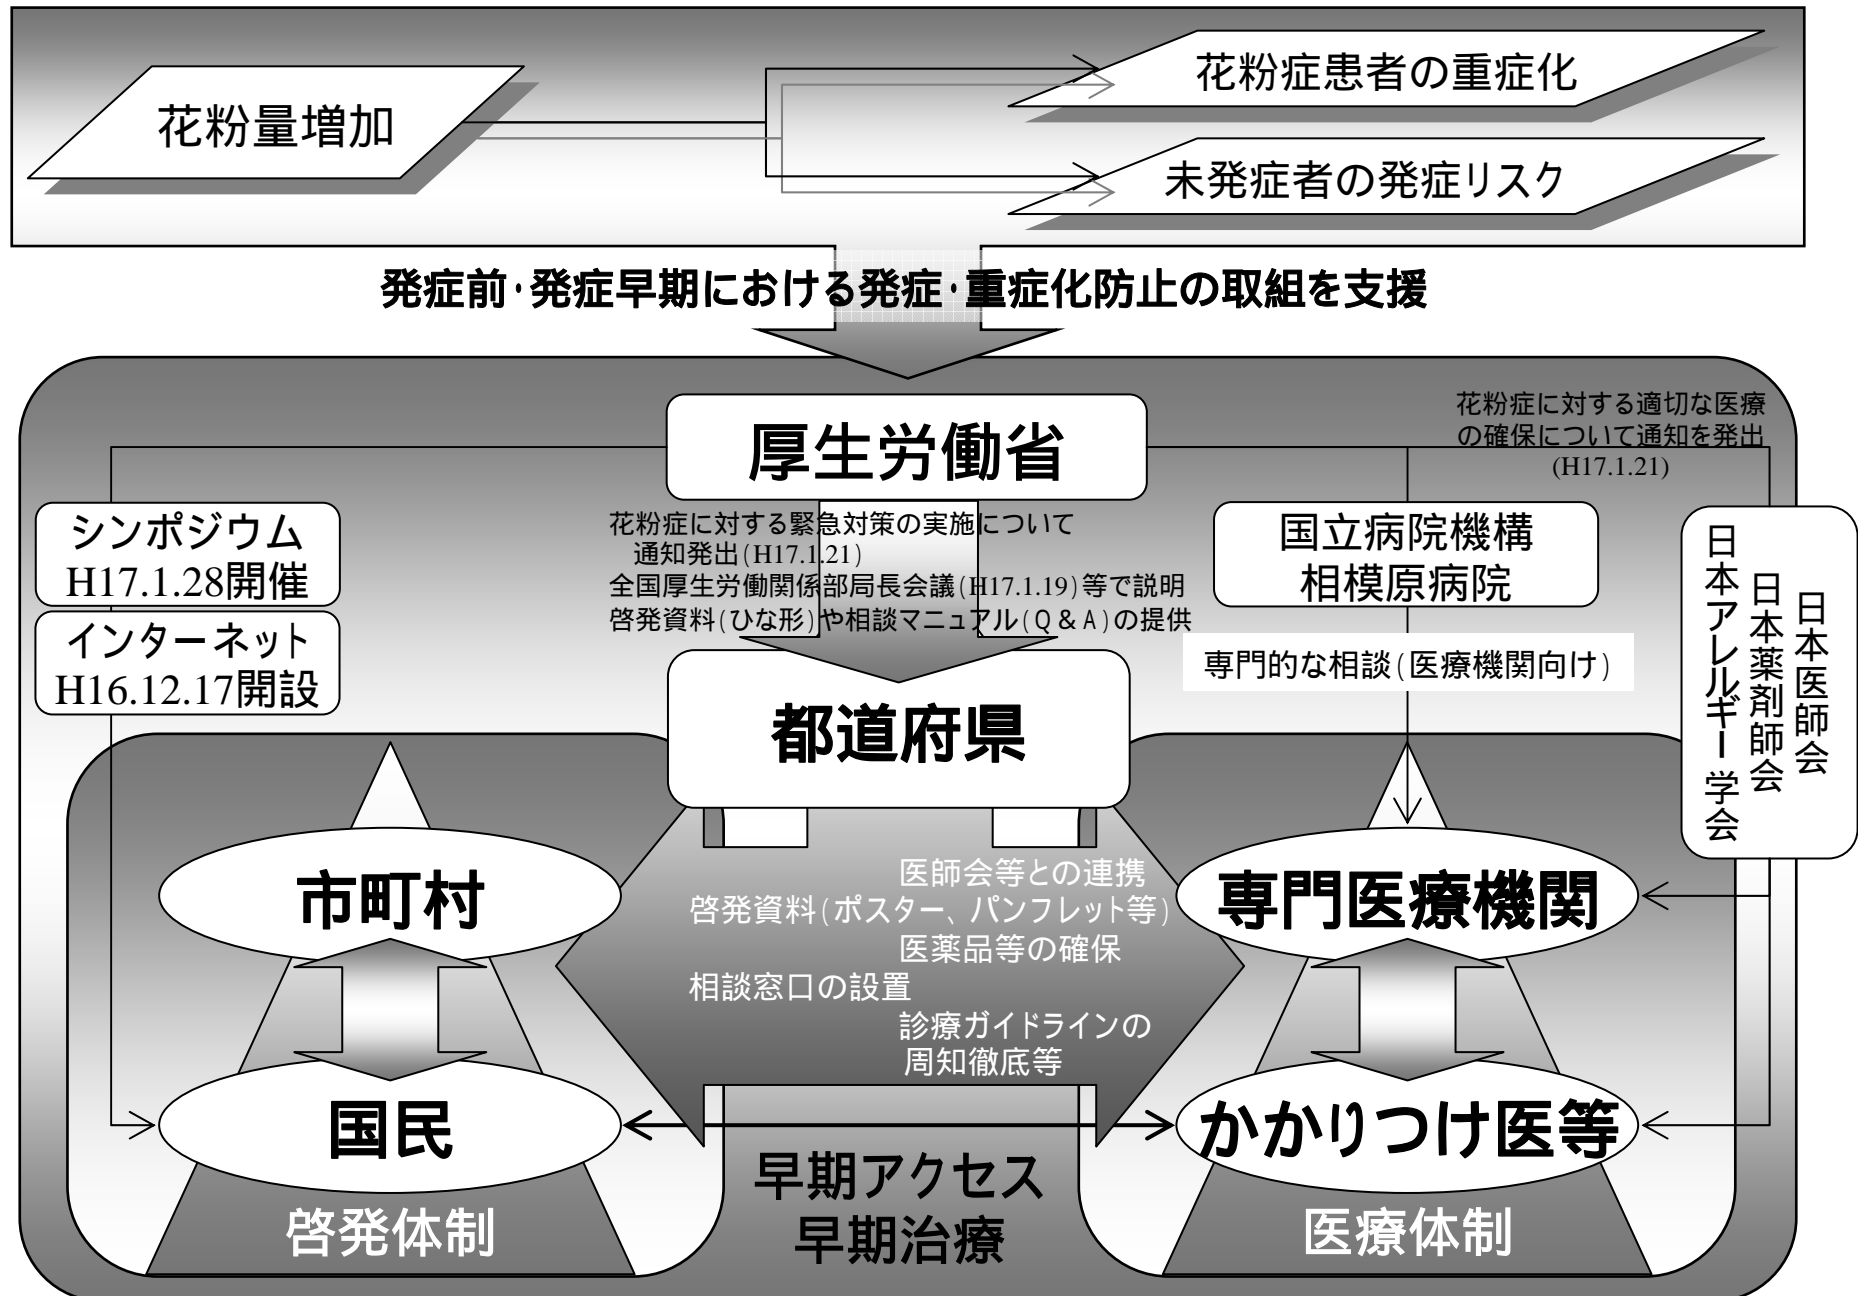 花粉量増加
花粉症患者の重症化
未発症者の発症リスク
発症前・発症早期における発症・重症化防止の取組を支援
厚生労働省
花粉症に対する適切な医療
の確保について通知を発出
(H17.1.21)
シンポジウム
H17.1.28開催
インターネット
H16.12.17開設
花粉症に対する緊急対策の実施について
通知発出(H17.1.21)
全国厚生労働関係部局長会議(H17.1.19)等で説明
啓発資料(ひな形)や相談マニュアル(Q&A)の提供
国立病院機構
相模原病院
専門的な相談(医療機関向け)
日本医師会
日本薬剤師会
日本アレルギー学会
都道府県
市町村
国民
啓発体制
医師会等との連携
啓発資料(ポスター、パンフレット等)
医薬品等の確保
相談窓口の設置
診療ガイドラインの
周知徹底等
早期アクセス
早期治療
専門医療機関
かかりつけ医等
医療体制